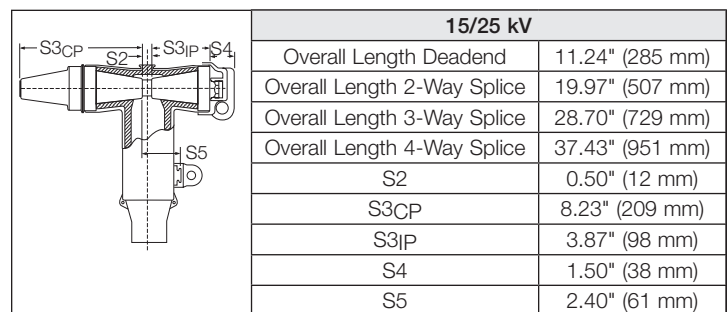 S3CP
S2
S3IP
S4
S5
15/25 kV
Overall Length Deadend 11.24" (285 mm)
Overall Length 2-Way Splice 19.97" (507 mm)
Overall Length 3-Way Splice 28.70" (729 mm)
Overall Length 4-Way Splice 37.43" (951 mm)
S2 0.50" (12 mm)
S3CP 8.23" (209 mm)
S3IP 3.87" (98 mm)
S4 1.50" (38 mm)
S5 2.40" (61 mm)